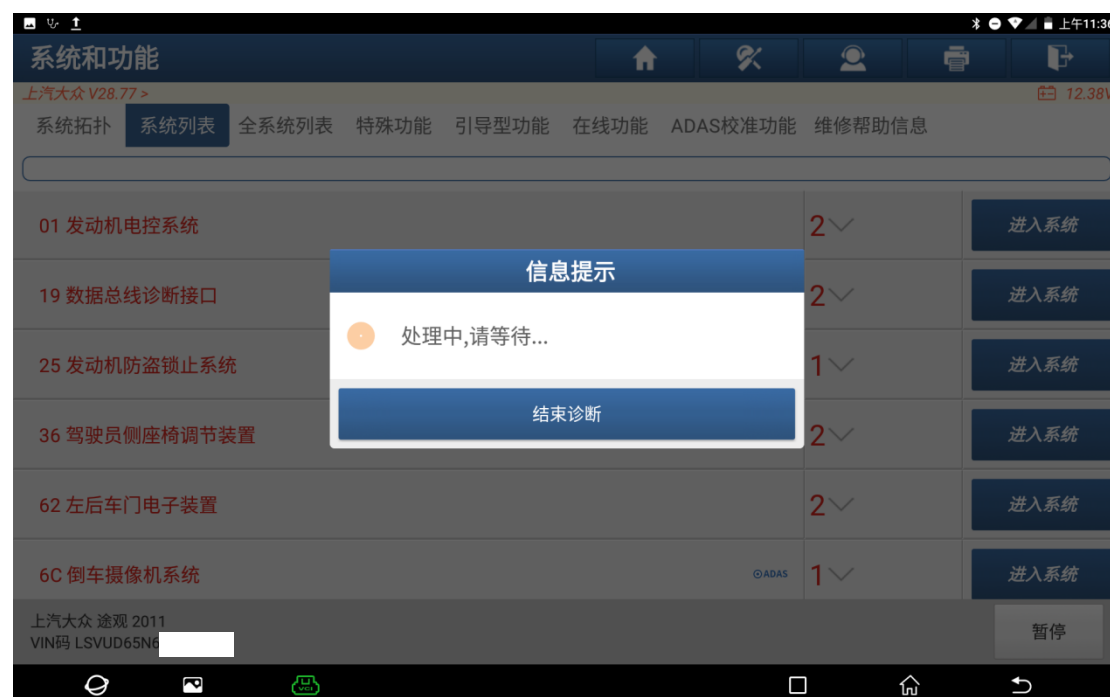 上午11:36
系统和功能
上汽大众 V28.77 >
12.38V
系统拓扑 系统列表 全系统列表 特殊功能 引导型功能 在线功能 ADAS校准功能 维修帮助信息
01 发动机电控系统 2 进入系统
信息提示
19 数据总线诊断接口 2 进入系统
处理中,请等待...
25 发动机防盗锁止系统 1 进入系统
结束诊断
36 驾驶员侧座椅调节装置 2 进入系统
62 左后车门电子装置 2 进入系统
6C 倒车摄像机系统 ADAS 1 进入系统
上汽大众 途观 2011
VIN码 LSVUD65N6
暂停
VCI